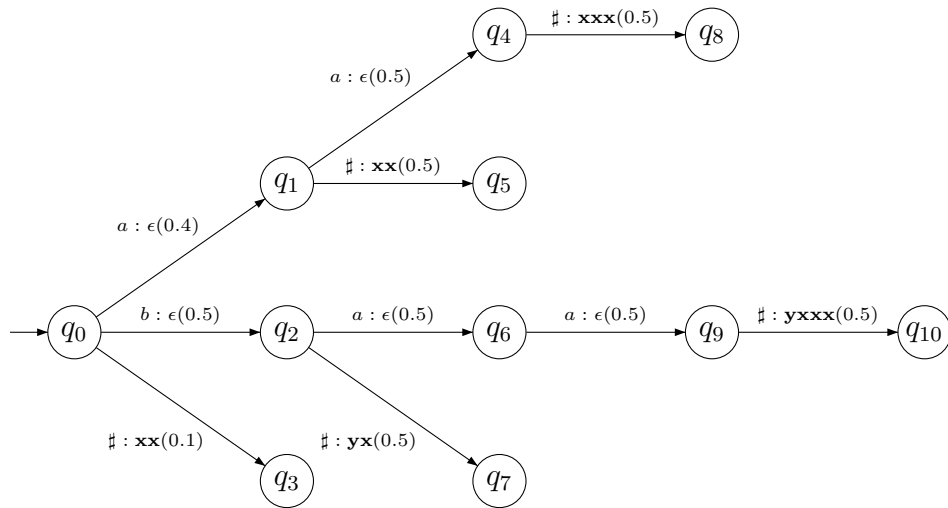 q₄
♯ : xxx(0.5)
q₈
a : ϵ(0.5)
q₁
♯ : xx(0.5)
q₅
a : ϵ(0.4)
q₀
b : ϵ(0.5)
q₂
a : ϵ(0.5)
q₆
a : ϵ(0.5)
q₉
♯ : yxxx(0.5)
q₁₀
♯ : xx(0.1)
♯ : yx(0.5)
q₃
q₇